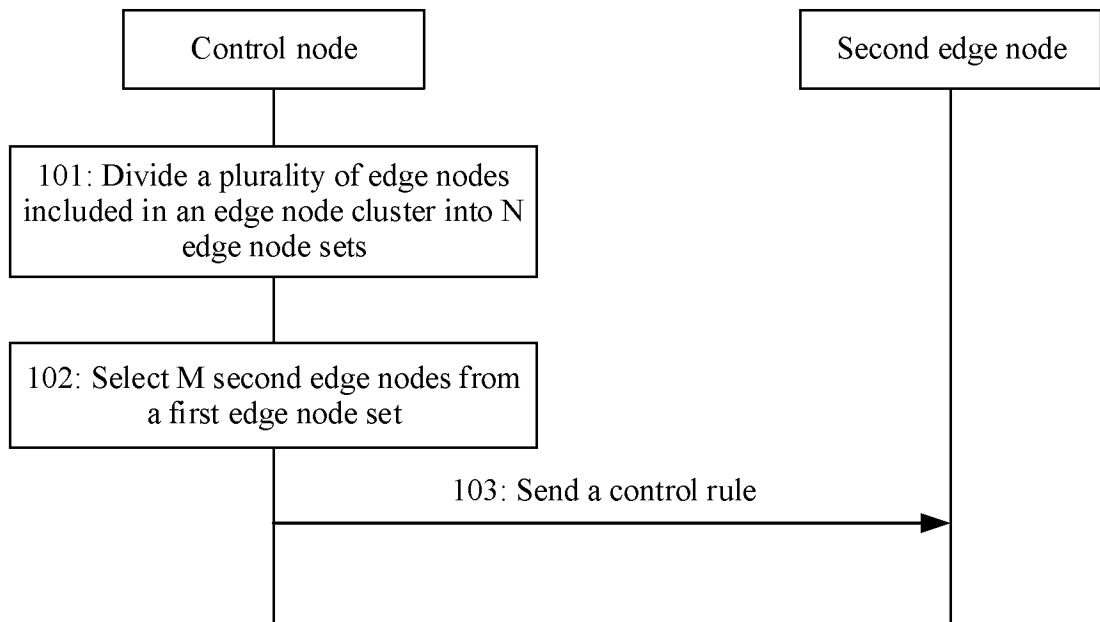 Control node
Second edge node
101: Divide a plurality of edge nodes
included in an edge node cluster into N
edge node sets
102: Select M second edge nodes from
a first edge node set
103: Send a control rule